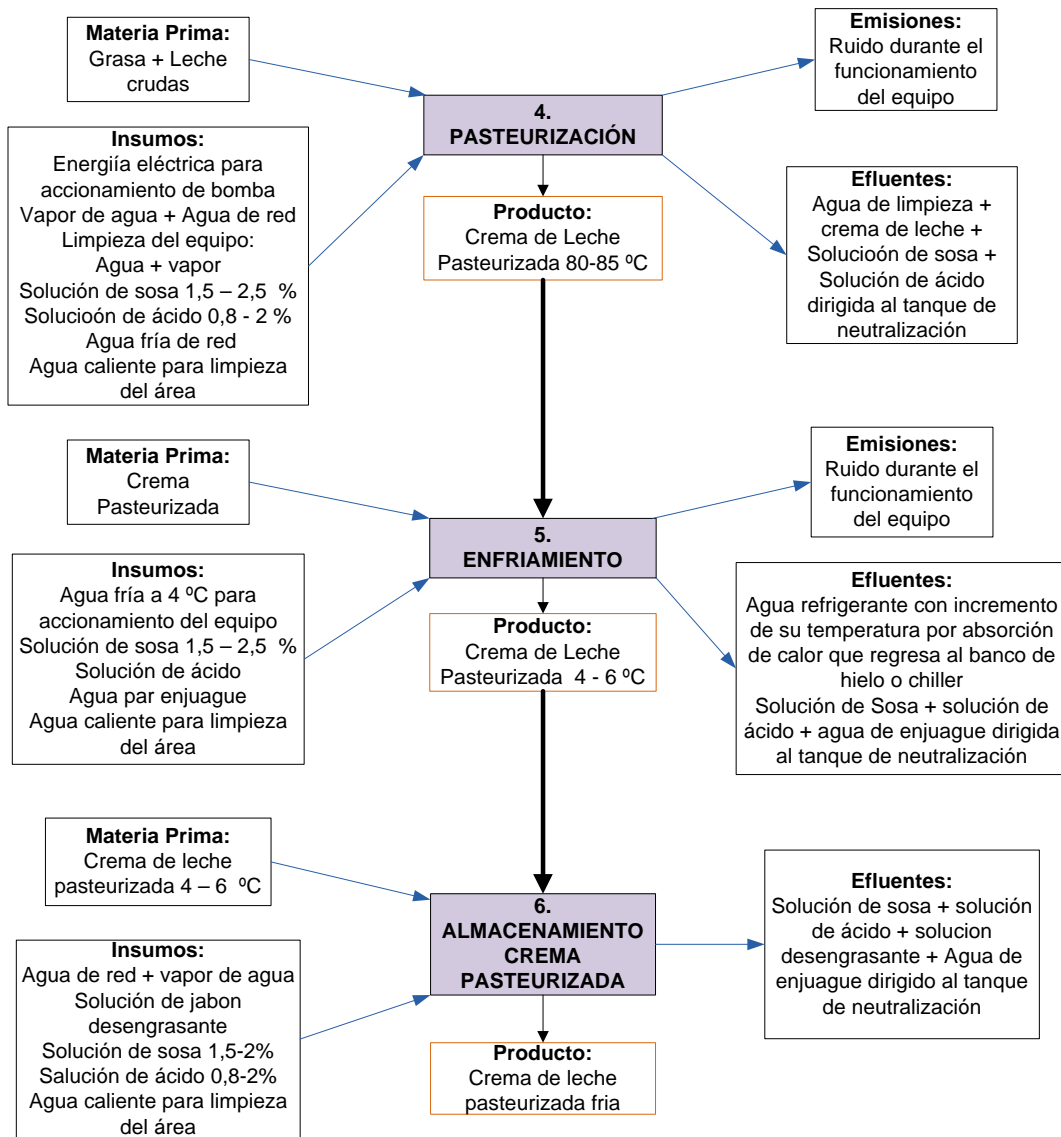 Materia Prima:
Grasa + Leche
crudas
Emisiones:
Ruido durante el
funcionamiento
del equipo
4.
PASTEURIZACIÓN
Insumos:
Energiía eléctrica para
accionamiento de bomba
Vapor de agua + Agua de red
Limpieza del equipo:
Agua + vapor
Solución de sosa 1,5 – 2,5 %
Solucioón de ácido 0,8 - 2 %
Agua fría de red
Agua caliente para limpieza
del área
Producto:
Crema de Leche
Pasteurizada 80-85 ºC
Efluentes:
Agua de limpieza +
crema de leche +
Solucioón de sosa +
Solución de ácido
dirigida al tanque de
neutralización
Materia Prima:
Crema
Pasteurizada
Emisiones:
Ruido durante el
funcionamiento
del equipo
5.
ENFRIAMIENTO
Insumos:
Agua fría a 4 ºC para
accionamiento del equipo
Solución de sosa 1,5 – 2,5 %
Solución de ácido
Agua par enjuague
Agua caliente para limpieza
del área
Producto:
Crema de Leche
Pasteurizada 4 - 6 ºC
Efluentes:
Agua refrigerante con incremento
de su temperatura por absorción
de calor que regresa al banco de
hielo o chiller
Solución de Sosa + solución de
ácido + agua de enjuague dirigida
al tanque de neutralización
Materia Prima:
Crema de leche
pasteurizada 4 – 6 ºC
6.
ALMACENAMIENTO
CREMA
PASTEURIZADA
Efluentes:
Solución de sosa + solución
de ácido + solucion
desengrasante + Agua de
enjuague dirigido al tanque
de neutralización
Insumos:
Agua de red + vapor de agua
Solución de jabon
desengrasante
Solución de sosa 1,5-2%
Salución de ácido 0,8-2%
Agua caliente para limpieza
del área
Producto:
Crema de leche
pasteurizada fria